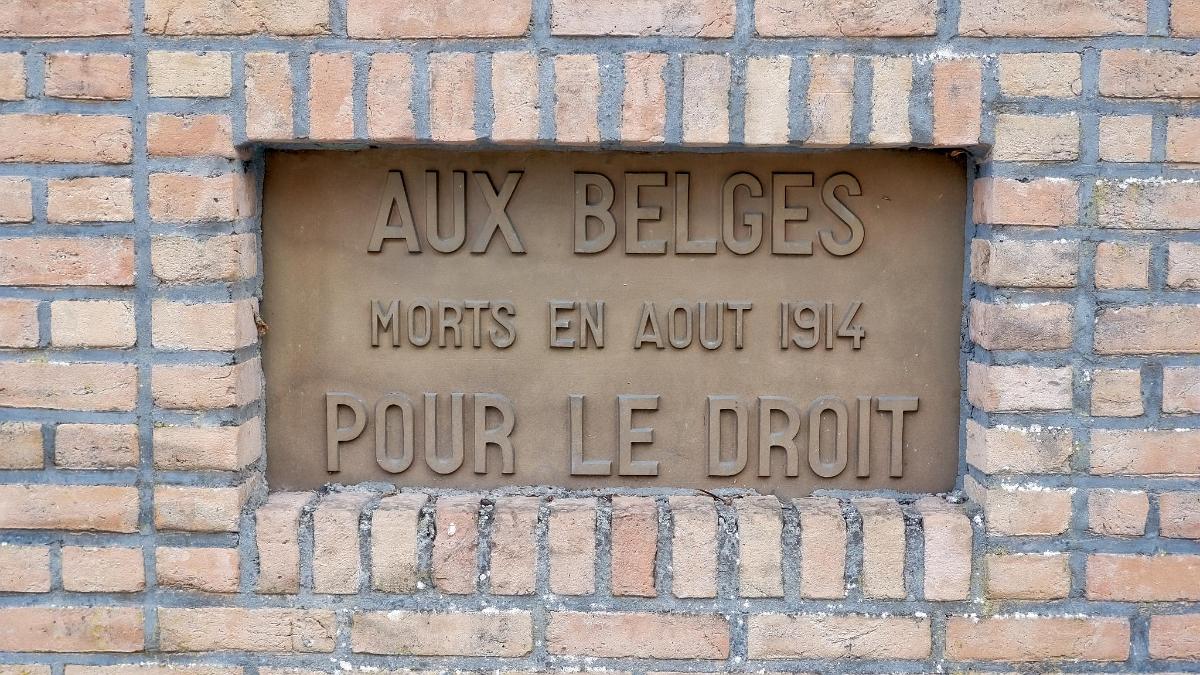 AUX BELGES
MORTS EN AOUT 1914
POUR LE DROIT